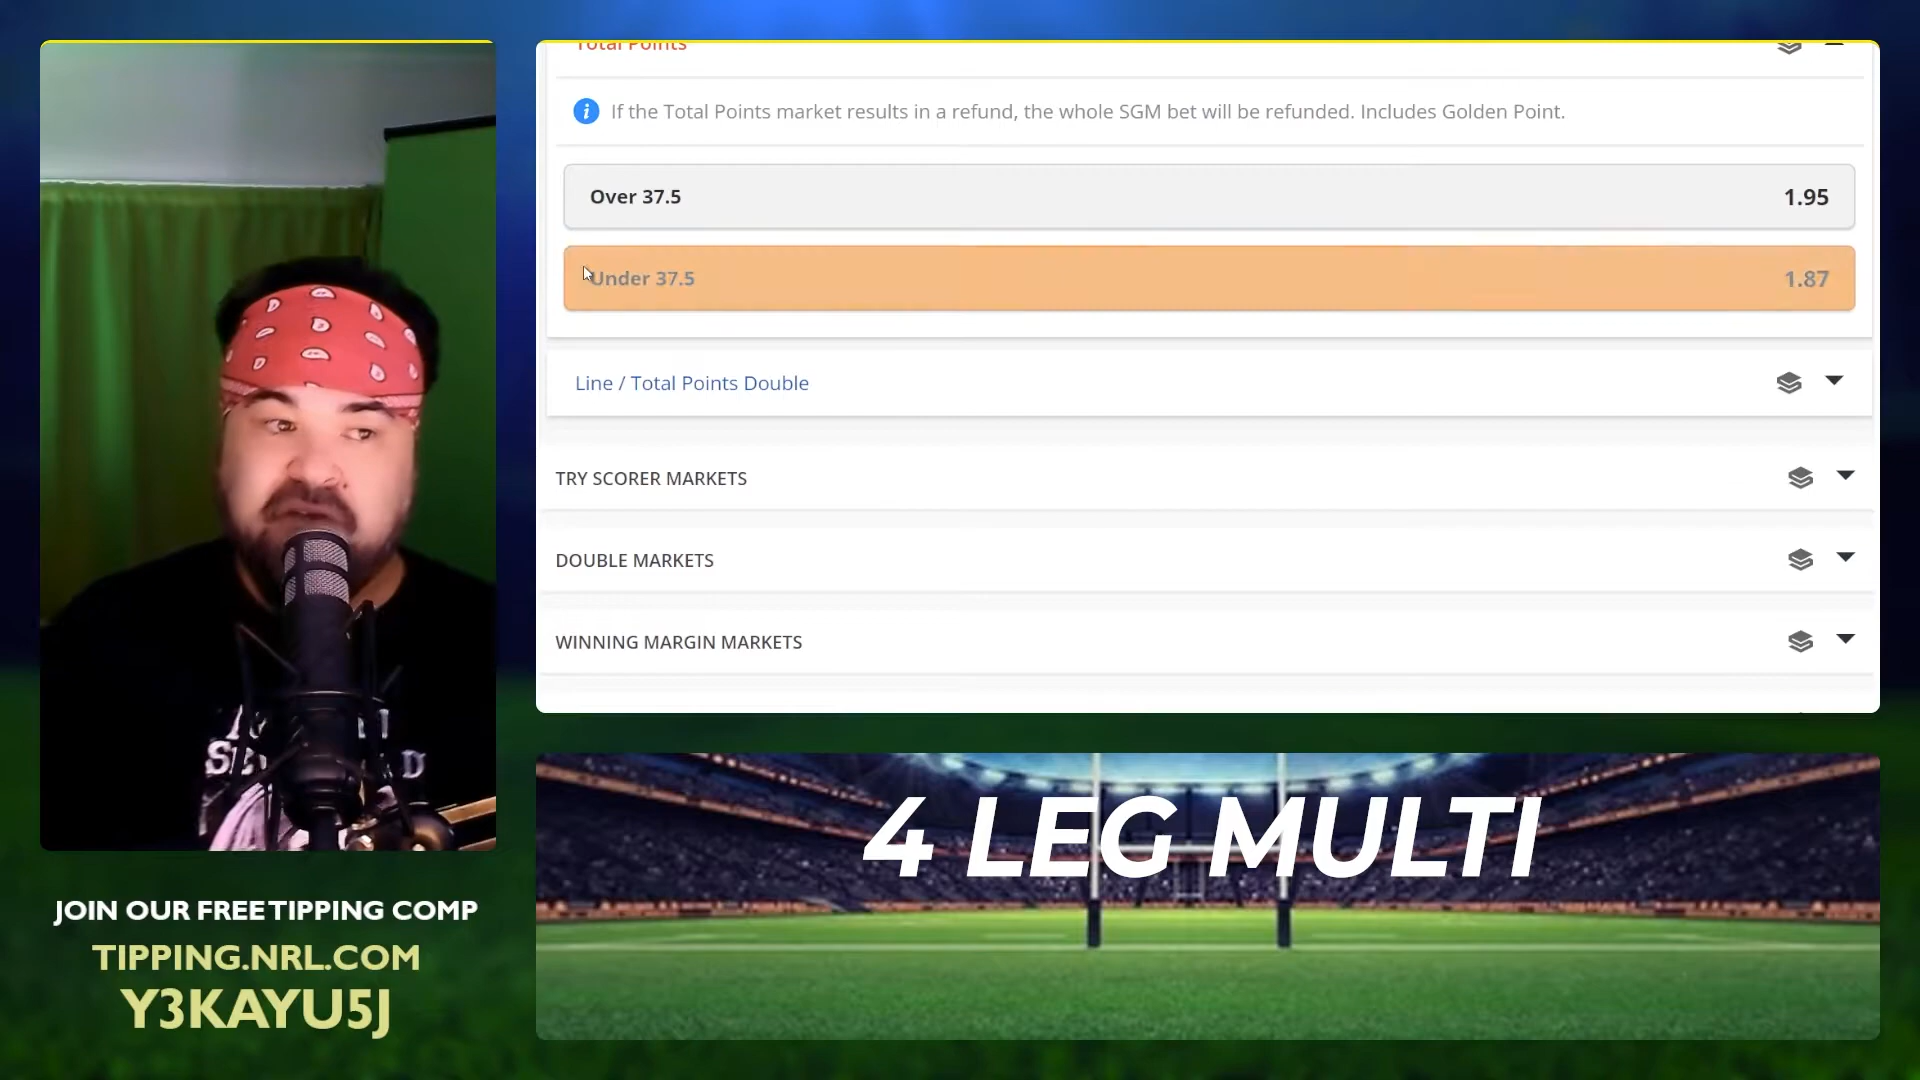 Total Points
If the Total Points market results in a refund, the whole SGM bet will be refunded. Includes Golden Point.
Over 37.5 1.95
Under 37.5 1.87
Line / Total Points Double
TRY SCORER MARKETS
DOUBLE MARKETS
WINNING MARGIN MARKETS
4 LEG MULTI
JOIN OUR FREE TIPPING COMP
TIPPING.NRL.COM
Y3KAYU5J